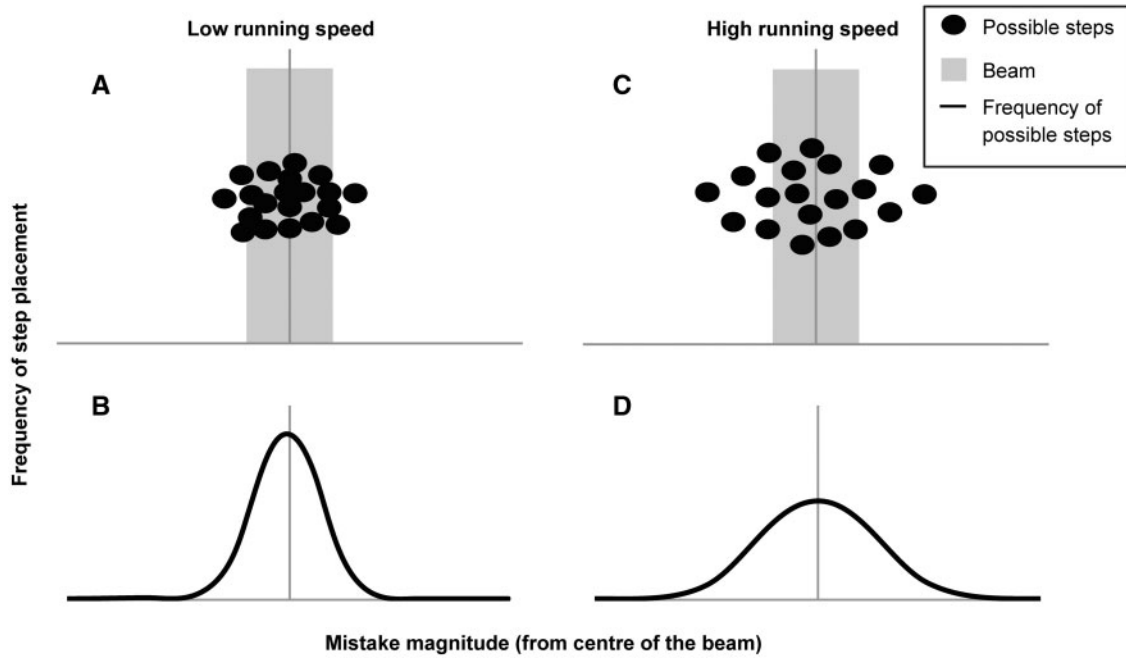 Low running speed
High running speed
Possible steps
Beam
Frequency of
possible steps
A
C
Frequency of step placement
B
D
Mistake magnitude (from centre of the beam)